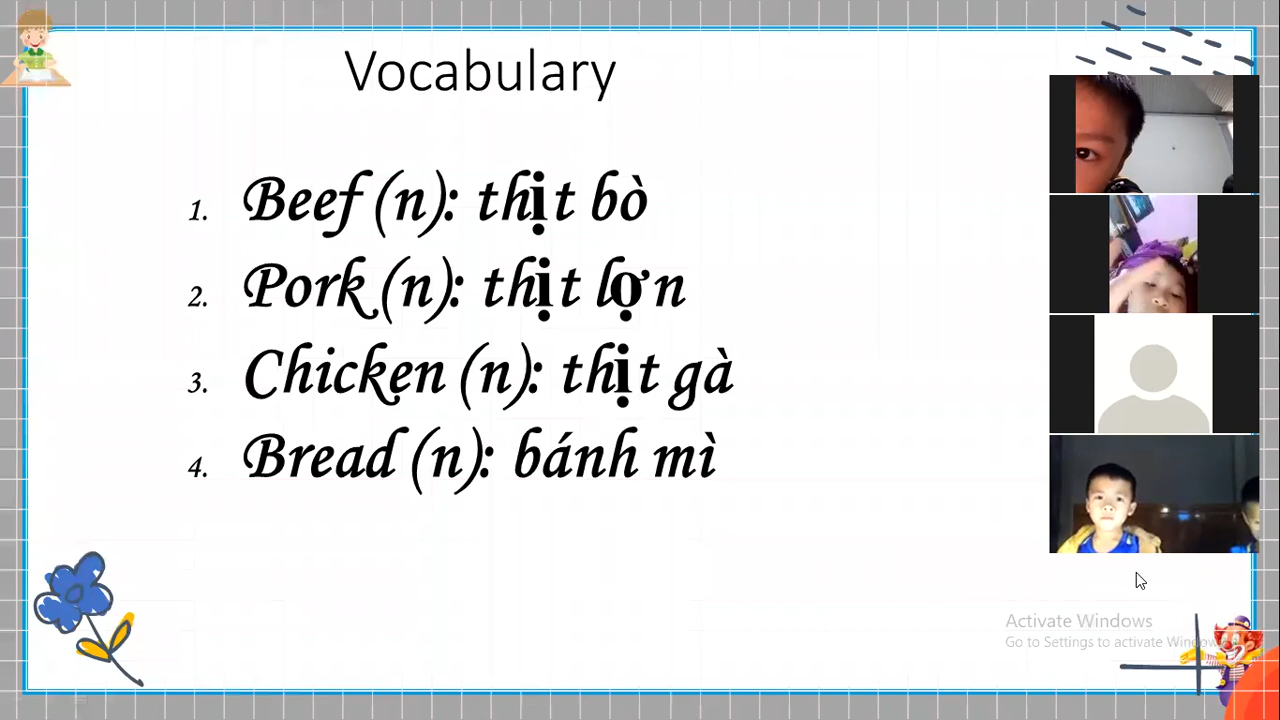 Vocabulary
1. Beef (n): thịt bò
2. Pork (n): thịt lợn
3. Chicken (n): thịt gà
4. Bread (n): bánh mì
Activate Windows
Go to Settings to activate Windows.